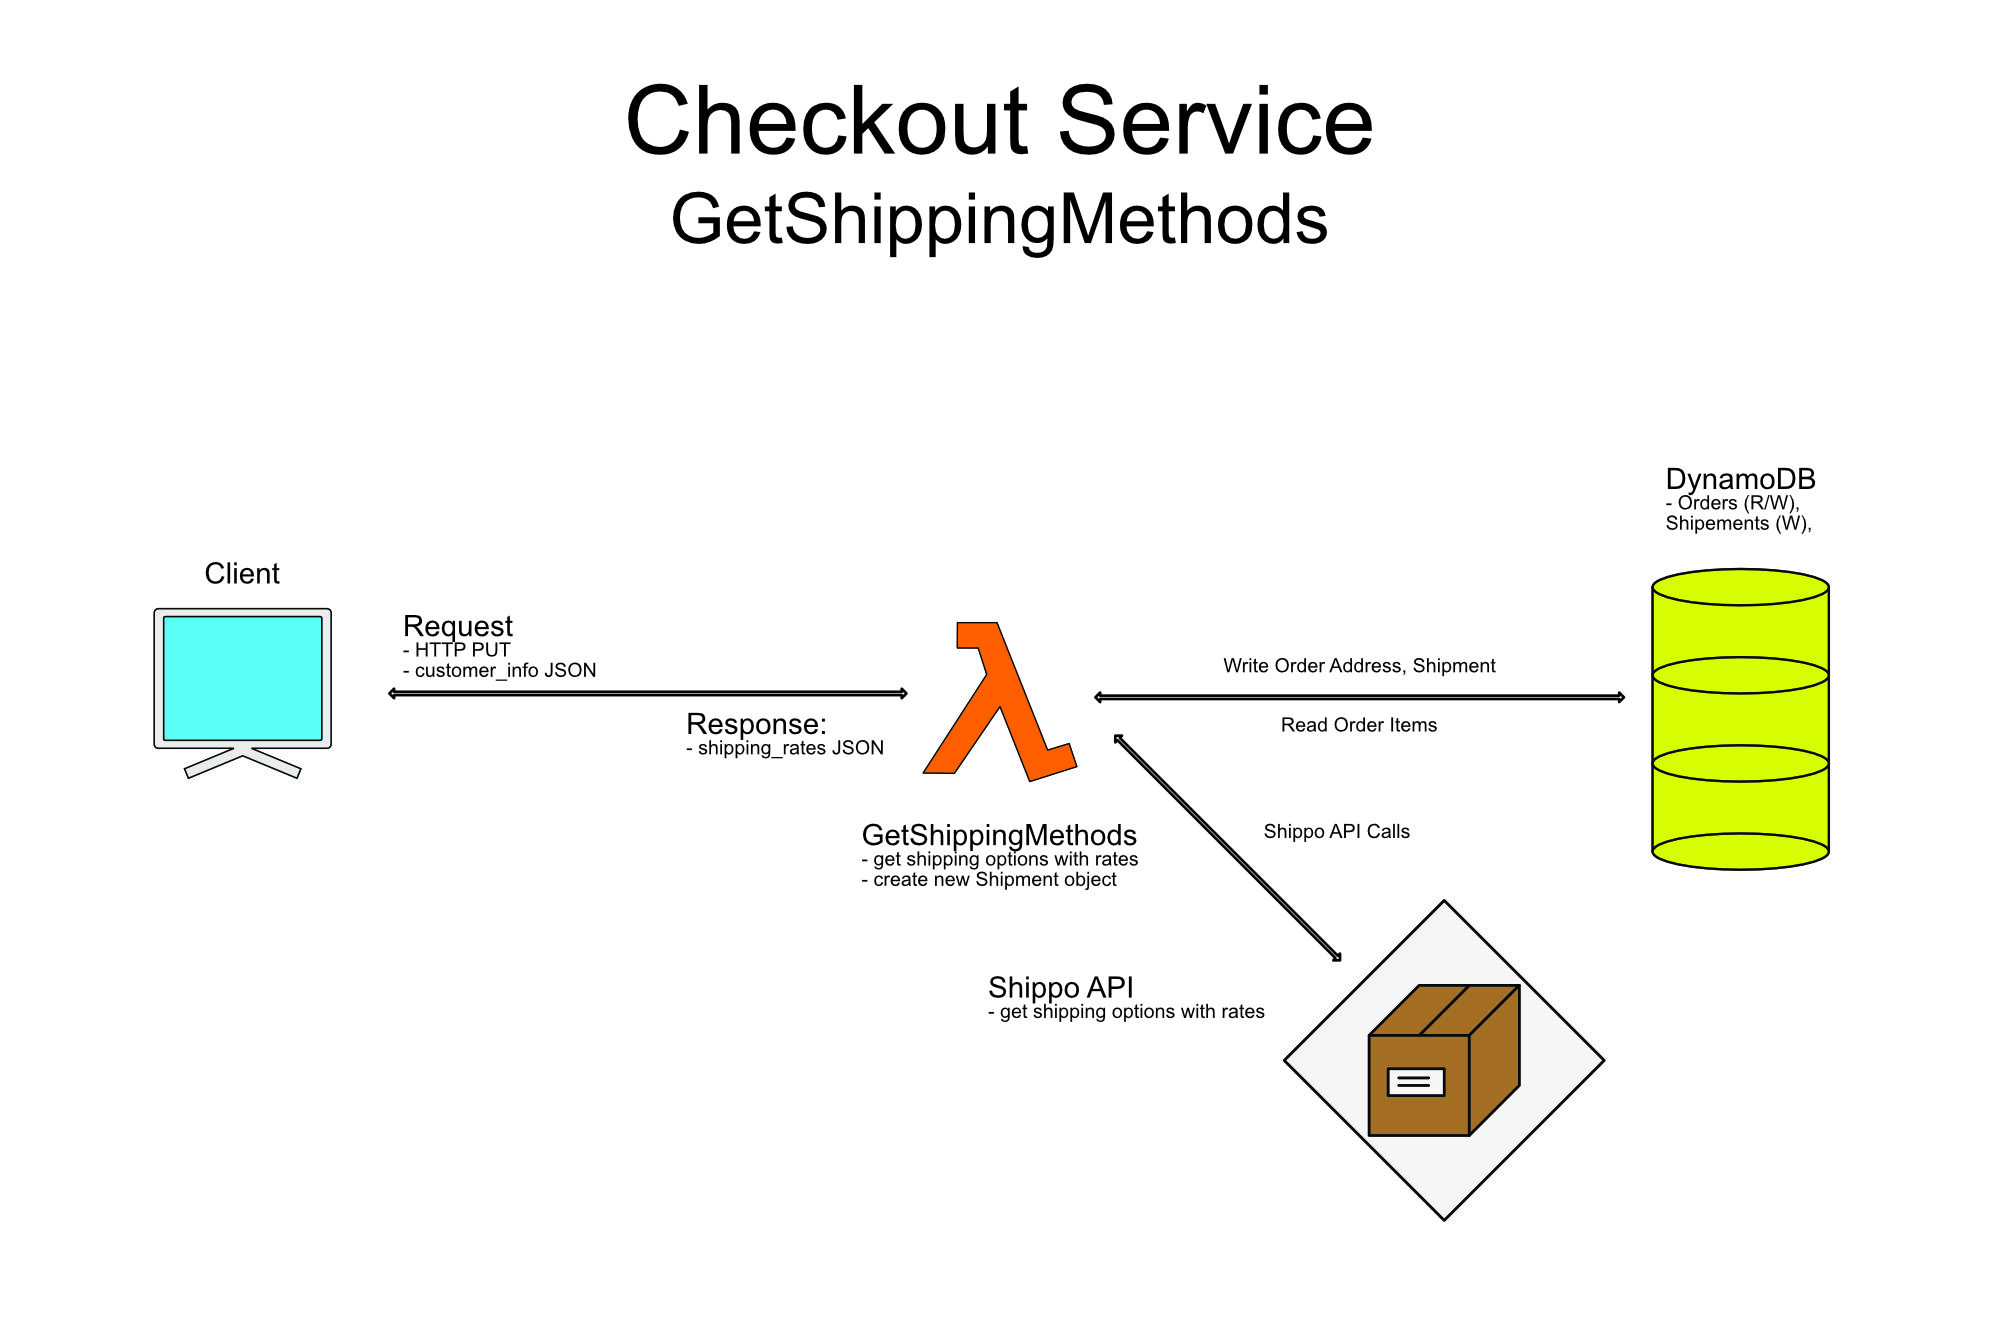 Checkout Service
GetShippingMethods
DynamoDB
- Orders (R/W),
Shipements (W),
Client
Request
- HTTP PUT
- customer_info JSON
Response:
- shipping_rates JSON
Write Order Address, Shipment
Read Order Items
GetShippingMethods
- get shipping options with rates
- create new Shipment object
Shippo API Calls
Shippo API
- get shipping options with rates